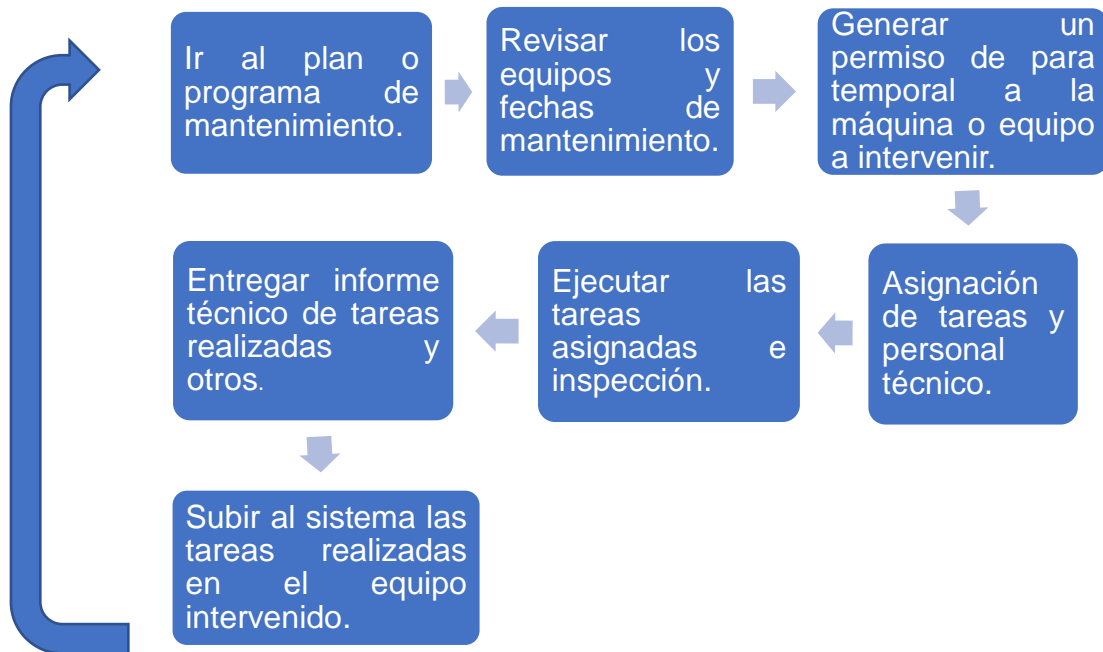 Ir al plan o
programa de
mantenimiento.
Revisar los
equipos y
fechas de
mantenimiento.
Generar un
permiso de para
temporal a la
máquina o equipo
a intervenir.
Asignación
de tareas y
personal
técnico.
Ejecutar las
tareas
asignadas e
inspección.
Entregar informe
técnico de tareas
realizadas y
otros.
Subir al sistema las
tareas realizadas
en el equipo
intervenido.